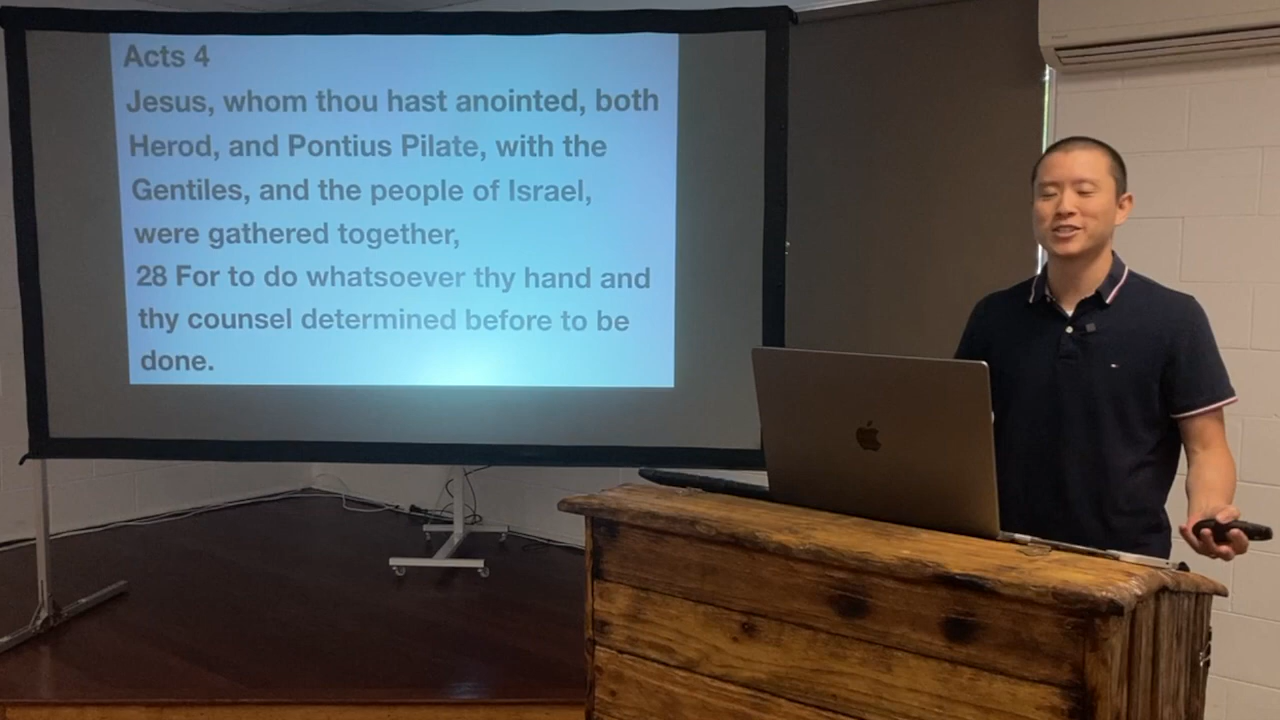 Acts 4
Jesus, whom thou hast anointed, both
Herod, and Pontius Pilate, with the
Gentiles, and the people of Israel,
were gathered together,
28 For to do whatsoever thy hand and
thy counsel determined before to be
done.